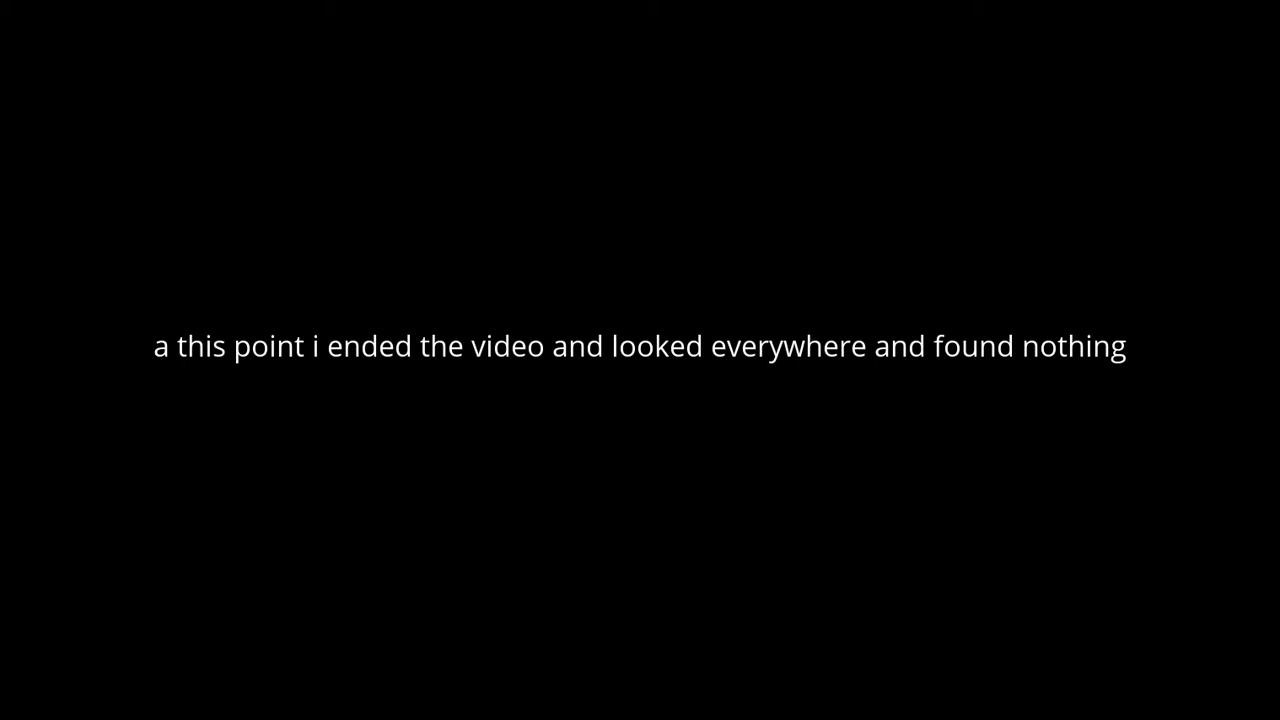 a this point i ended the video and looked everywhere and found nothing